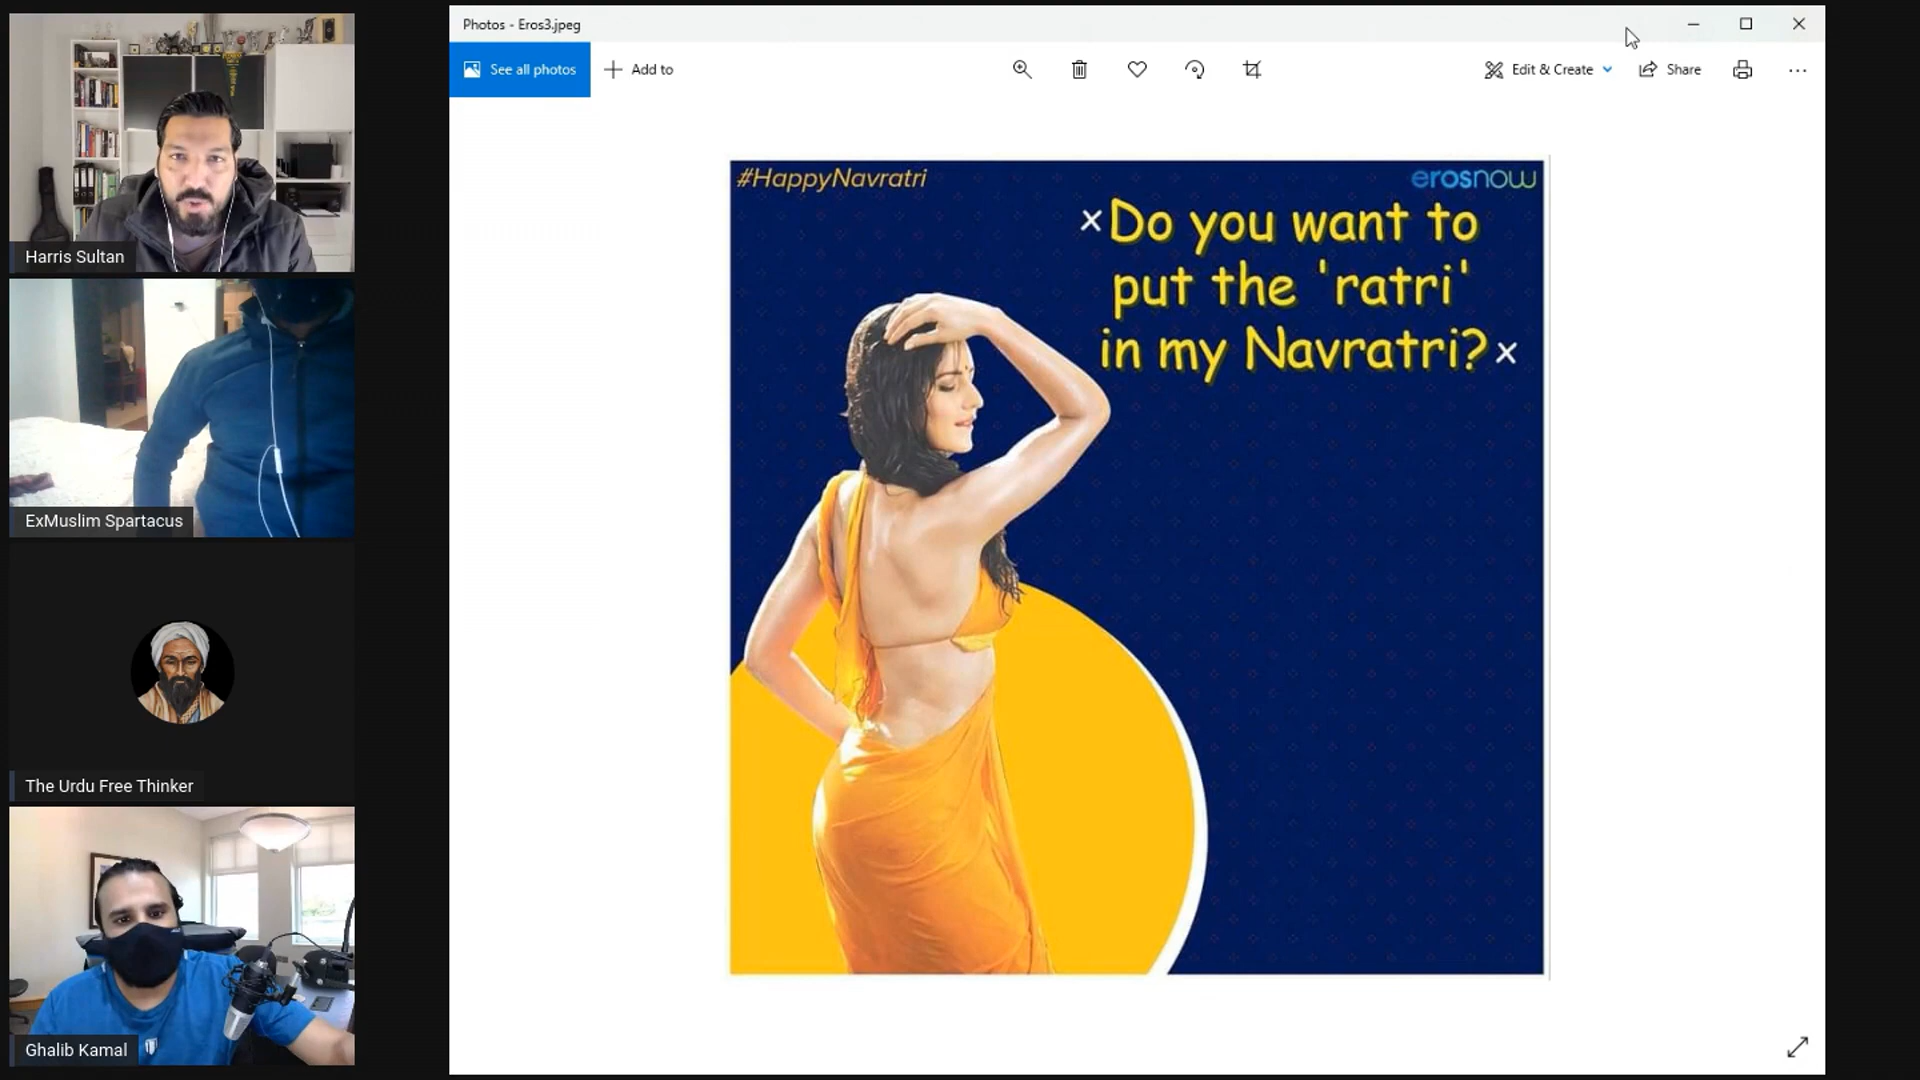 Photos - Eros3.jpeg
See all photos
Add to
Edit & Create
Share
#HappyNavratri
erosnow
Do you want to
put the 'ratri'
in my Navratri?
Harris Sultan
ExMuslim Spartacus
The Urdu Free Thinker
Ghalib Kamal